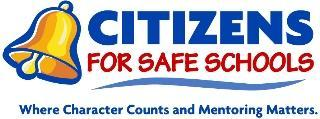 CITIZENS
FOR SAFE SCHOOLS
Where Character Counts and Mentoring Matters.